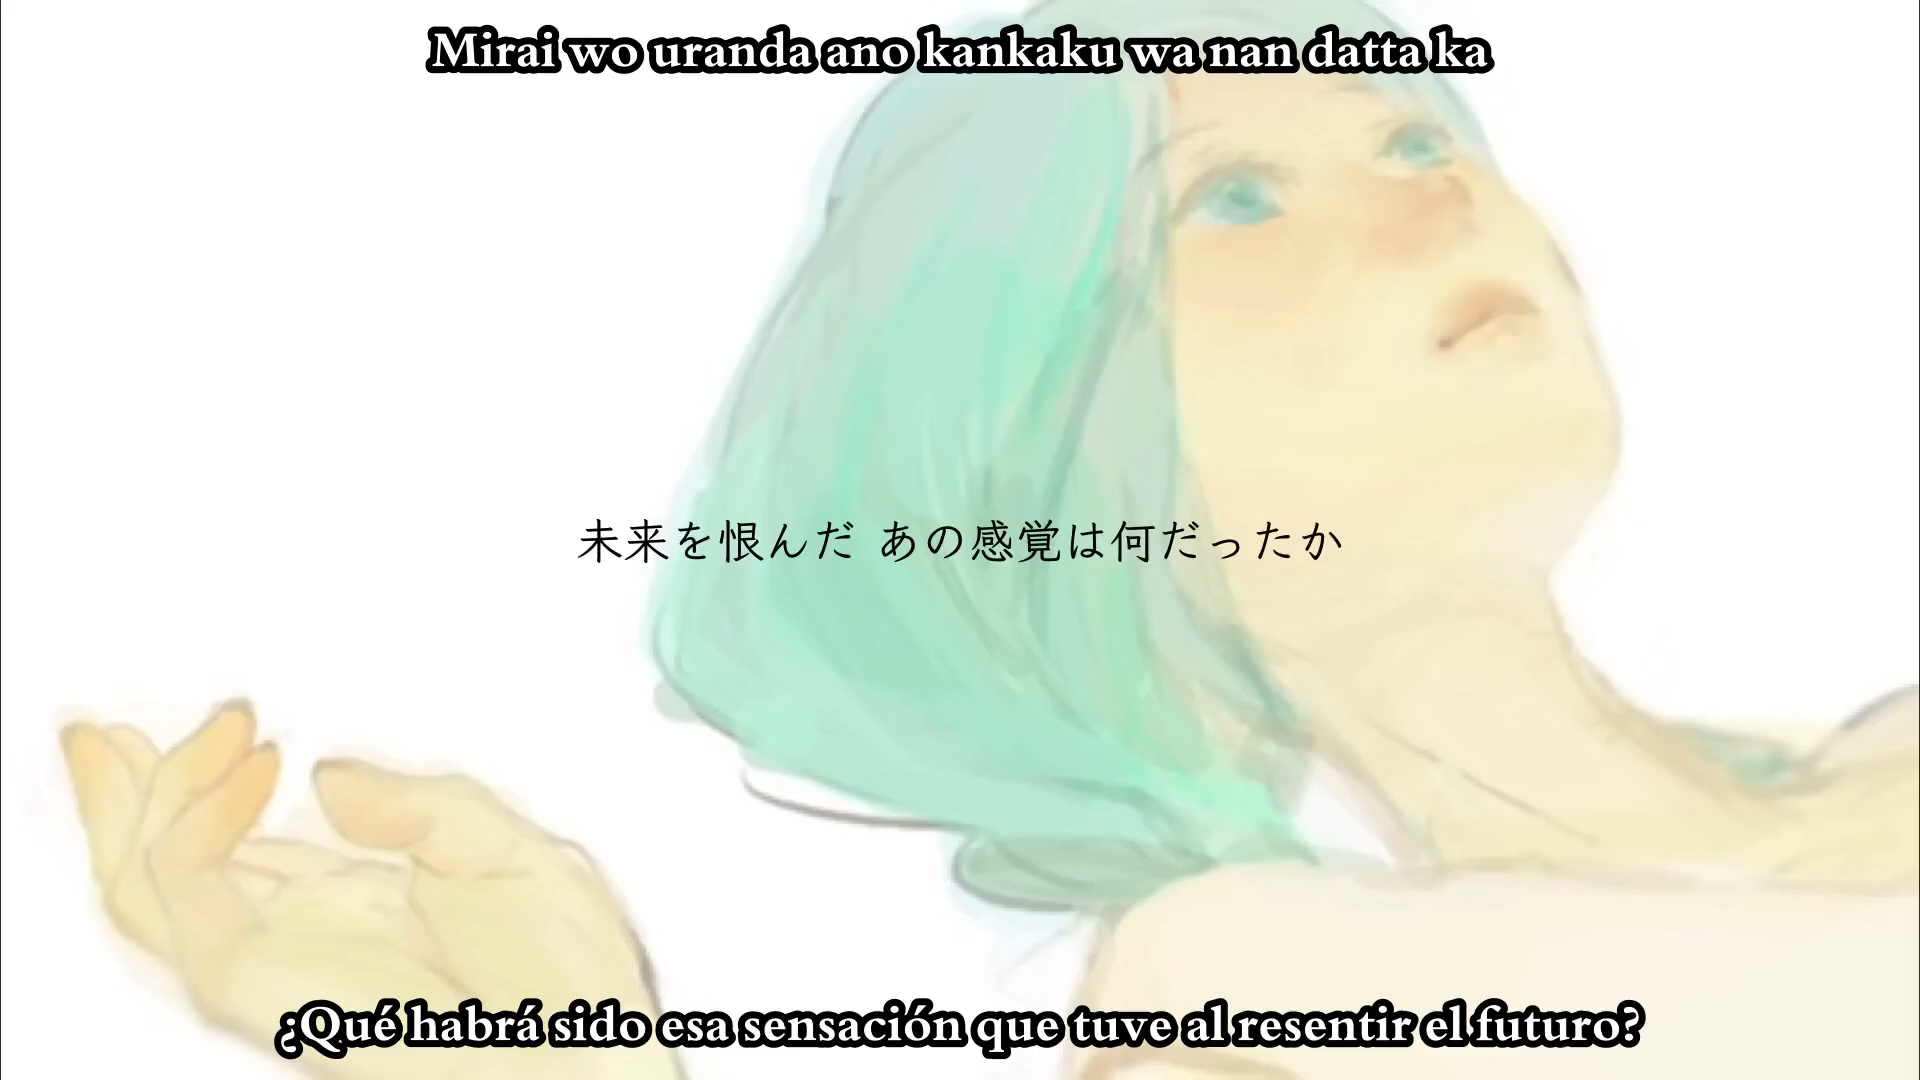 Mirai wo uranda ano kankaku wa nan datta ka
未来を恨んだ あの感覚は何だったか
¿Qué habrá sido esa sensación que tuve al resentir el futuro?